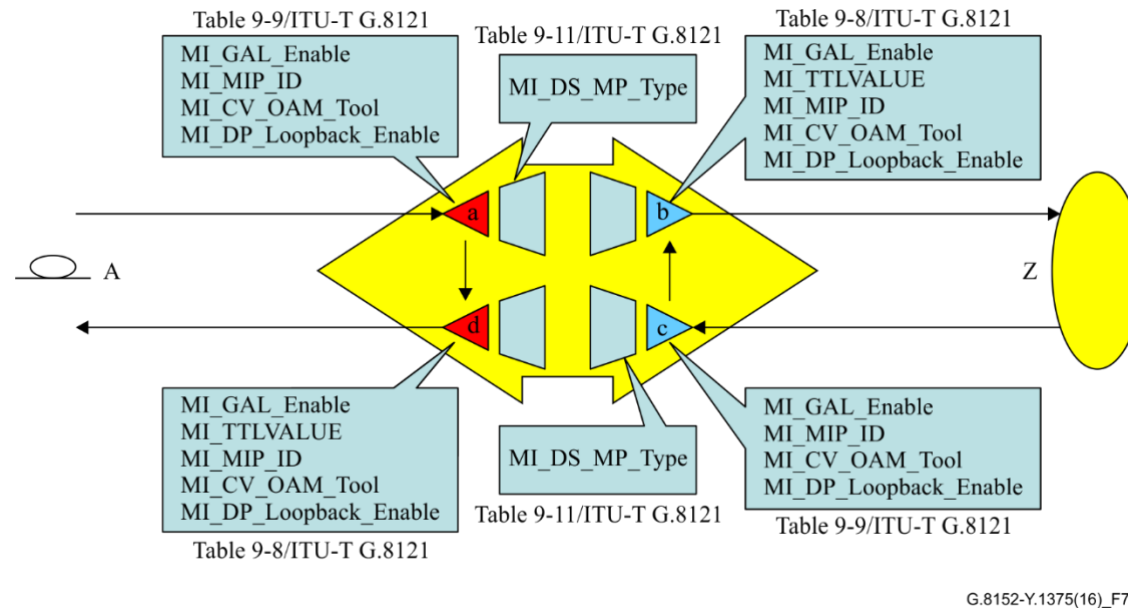 Table 9-9/ITU-T G.8121
MI_GAL_Enable
MI_MIP_ID
MI_CV_OAM_Tool
MI_DP_Loopback_Enable
Table 9-11/ITU-T G.8121
MI_DS_MP_Type
Table 9-8/ITU-T G.8121
MI_GAL_Enable
MI_TTLVALUE
MI_MIP_ID
MI_CV_OAM_Tool
MI_DP_Loopback_Enable
a
b
A
Z
d
c
MI_GAL_Enable
MI_TTLVALUE
MI_MIP_ID
MI_CV_OAM_Tool
MI_DP_Loopback_Enable
Table 9-8/ITU-T G.8121
MI_DS_MP_Type
Table 9-11/ITU-T G.8121
MI_GAL_Enable
MI_MIP_ID
MI_CV_OAM_Tool
MI_DP_Loopback_Enable
Table 9-9/ITU-T G.8121
G.8152-Y.1375(16)_F7